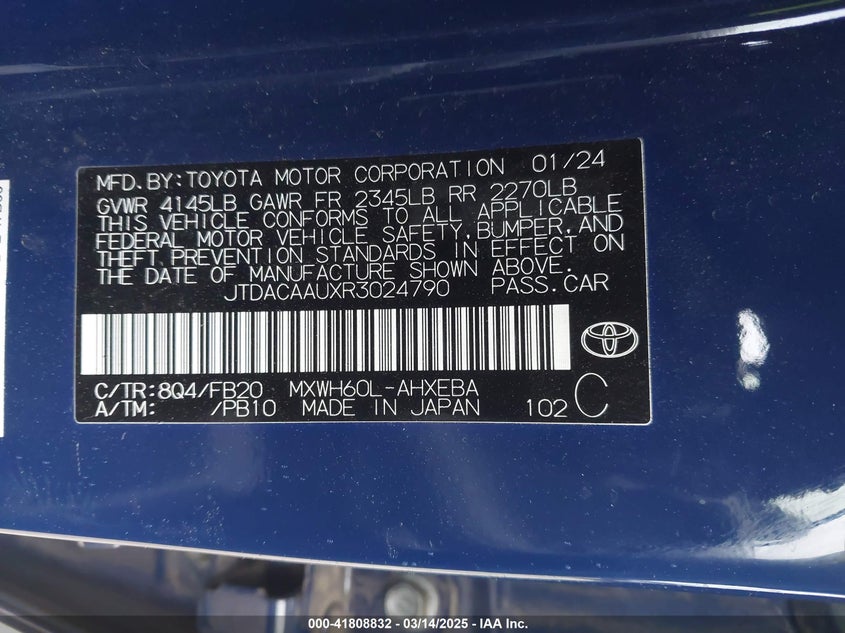 MFD.BY:TOYOTA MOTOR CORPORATION 01/24
GVWR 4145LB GAWR FR 2345LB RR 2270LB
THIS VEHICLE CONFORMS TO ALL APPLICABLE
FEDERAL MOTOR VEHICLE SAFETY,BUMPER,AND
THEFT PREVENTION STANDARDS IN EFFECT ON
THE DATE OF MANUFACTURE SHOWN ABOVE.
JTDACAAUXR3024790 PASS.CAR
C/TR:8Q4/FB20 MXWH60L-AHXEBA
A/TM: /PB10 MADE IN JAPAN 102 C
000-41808832 - 03/14/2025 - IAA Inc.